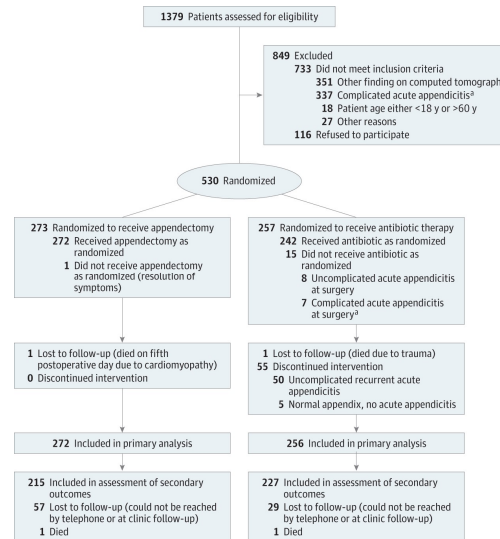 1379 Patients assessed for eligibility
849 Excluded
733 Did not meet inclusion criteria
351 Other finding on computed tomograph
337 Complicated acute appendicitisa
18 Patient age either <18 y or >60 y
27 Other reasons
116 Refused to participate
530 Randomized
273 Randomized to receive appendectomy
272 Received appendectomy as
randomized
1 Did not receive appendectomy
as randomized (resolution of
symptoms)
257 Randomized to receive antibiotic therapy
242 Received antibiotic as randomized
15 Did not receive antibiotic as
randomized
8 Uncomplicated acute appendicitis
at surgery
7 Complicated acute appendicitis
at surgerya
1 Lost to follow-up (died on fifth
postoperative day due to cardiomyopathy)
0 Discontinued intervention
1 Lost to follow-up (died due to trauma)
55 Discontinued intervention
50 Uncomplicated recurrent acute
appendicitis
5 Normal appendix, no acute appendicitis
272 Included in primary analysis
256 Included in primary analysis
215 Included in assessment of secondary
outcomes
57 Lost to follow-up (could not be reached
by telephone or at clinic follow-up)
1 Died
227 Included in assessment of secondary
outcomes
29 Lost to follow-up (could not be reached
by telephone or at clinic follow-up)
1 Died